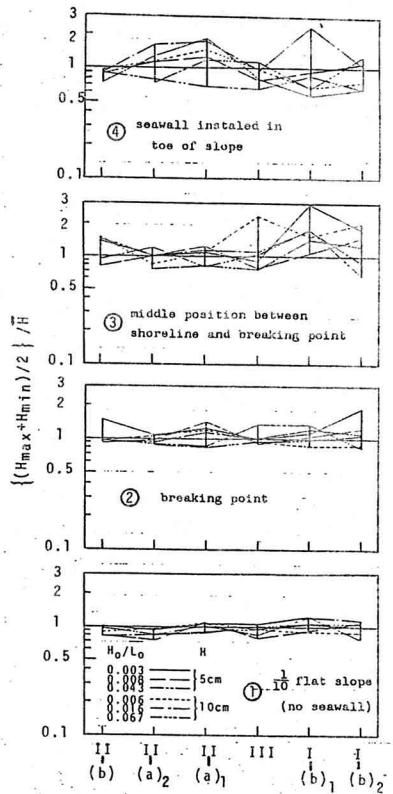 3
2
1
0.5
0.1
④ seawall instaled in
toe of slope
3
2
1
0.1
③ middle position between
shoreline and breaking point
3
2
1
0.5
0.1
② breaking point
3
2
1
0.5
0.1
H₀/L₀ H
0.003
0.008
0.043
5cm
0.006
0.016
0.067
10cm
① 1/10 flat slope
(no seawall)
{(Hmax+Hmin)/2}/H̅
II (b)
II (a)₂
II (a)₁
III
I (b)₁
I (b)₂